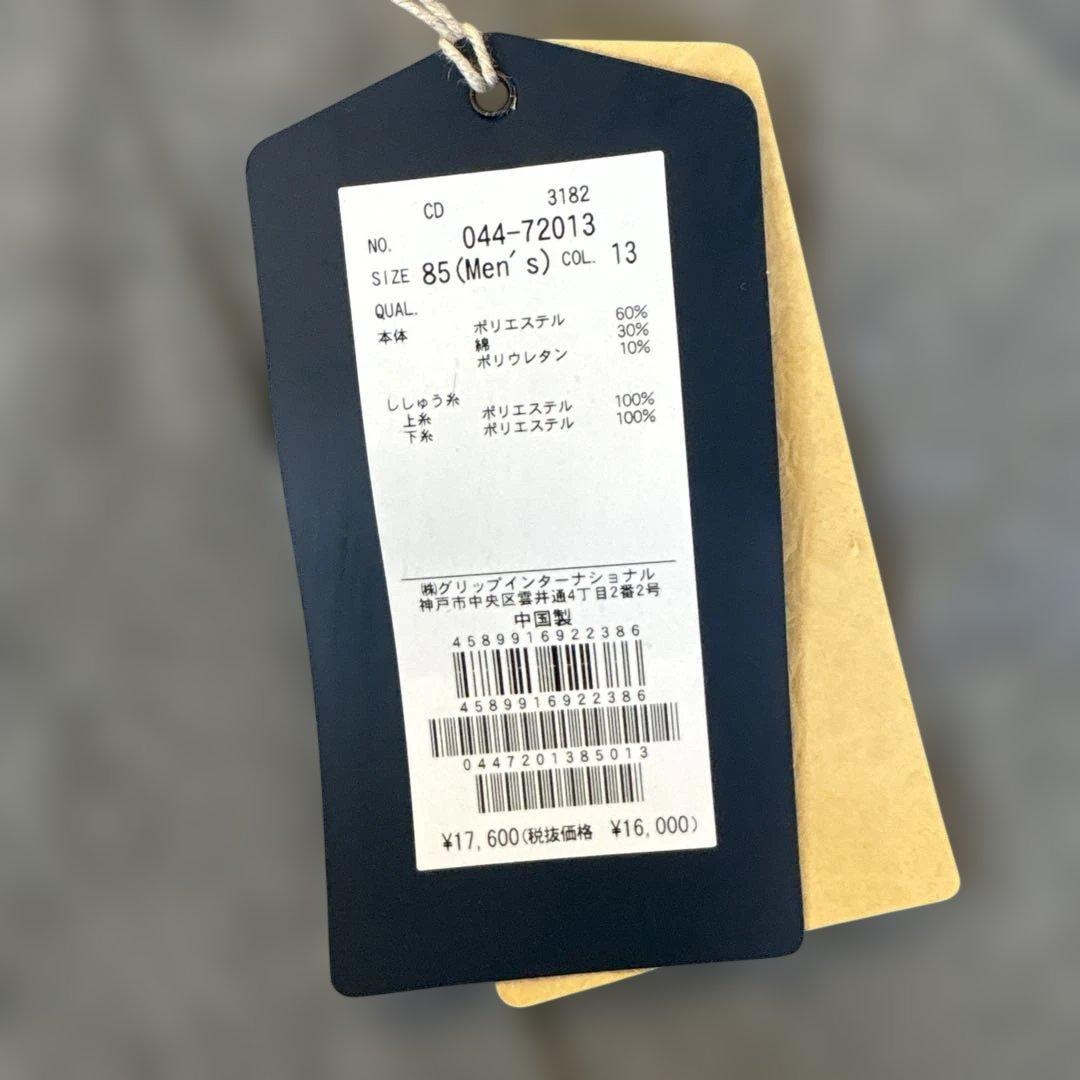 CD 3182
NO. 044-72013
SIZE 85(Men's) COL. 13
QUAL.
本体 ポリエステル 60%
綿 30%
ポリウレタン 10%
ししゅう糸
上糸 ポリエステル 100%
下糸 ポリエステル 100%
㈱グリップインターナショナル
神戸市中央区雲井通4丁目2番2号
中国製
4589916922386
4589916922386
0447201385013
¥17,600(税抜価格 ¥16,000)